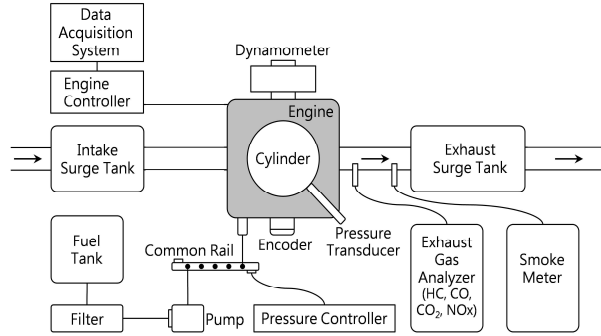 Data
Acquisition
System
Engine
Controller
Dynamometer
Engine
Intake
Surge Tank
Cylinder
Exhaust
Surge Tank
Encoder
Pressure
Transducer
Fuel
Tank
Common Rail
Exhaust
Gas
Analyzer
(HC, CO,
CO₂, NOx)
Smoke
Meter
Filter
Pump
Pressure Controller